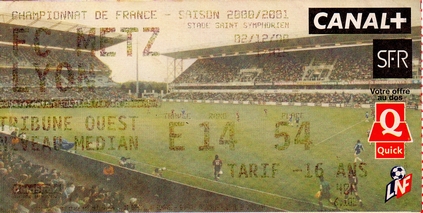 CHAMPIONNAT DE FRANCE - SAISON 2000/2001
FC METZ
LYON
02/12/00
STADE SAINT SYMPHORIEN
TRIBUNE OUEST
NIVEAU MEDIAN
E 14 54
TARIF -16 ANS
CANAL+
SFR
Votre offre
au dos
Q
Quick
LNF